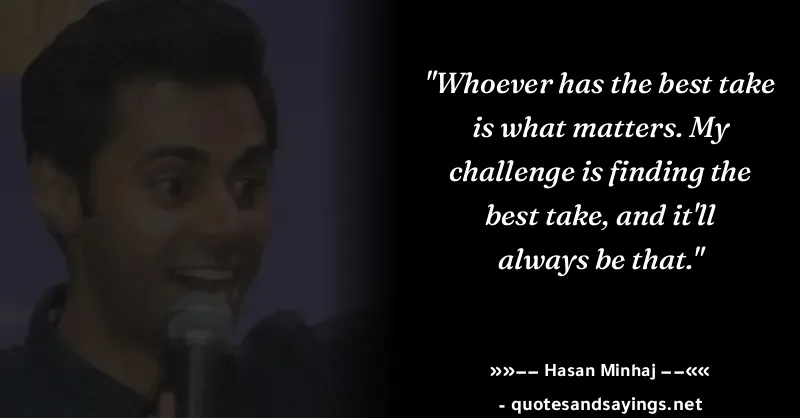 "Whoever has the best take
is what matters. My
challenge is finding the
best take, and it'll
always be that."
»»−− Hasan Minhaj −−««
- quotesandsayings.net